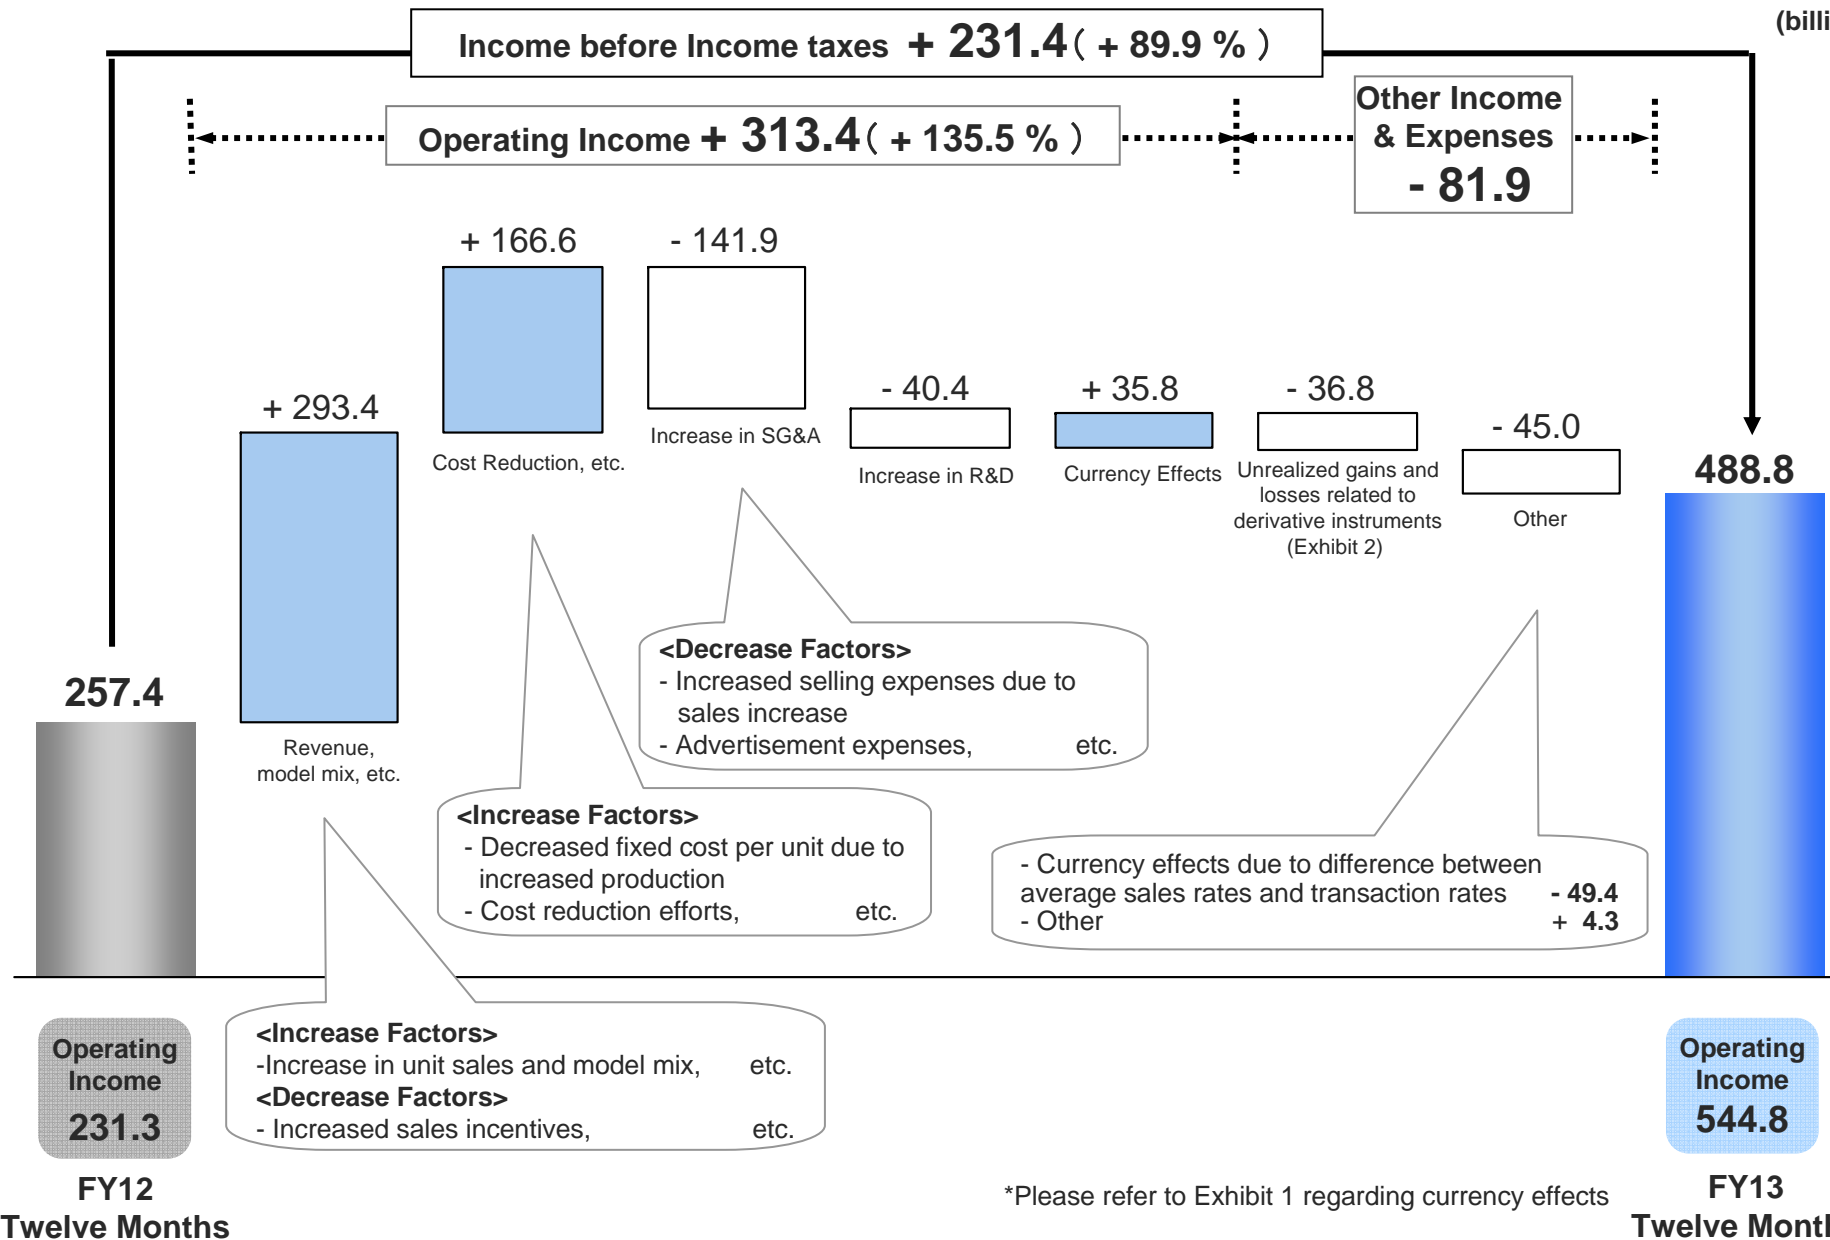 (billi
Income before Income taxes + 231.4 ( + 89.9 % )
Operating Income + 313.4 ( + 135.5 % )
Other Income
& Expenses
- 81.9
+ 166.6
- 141.9
+ 293.4
- 40.4
+ 35.8
- 36.8
- 45.0
Revenue,
model mix, etc.
Cost Reduction, etc.
Increase in SG&A
Increase in R&D
Currency Effects
Unrealized gains and
losses related to
derivative instruments
(Exhibit 2)
Other
257.4
488.8
<Decrease Factors>
- Increased selling expenses due to
sales increase
- Advertisement expenses, etc.
<Increase Factors>
- Decreased fixed cost per unit due to
increased production
- Cost reduction efforts, etc.
- Currency effects due to difference between
average sales rates and transaction rates - 49.4
- Other + 4.3
<Increase Factors>
-Increase in unit sales and model mix, etc.
<Decrease Factors>
- Increased sales incentives, etc.
Operating
Income
231.3
FY12
Twelve Months
Operating
Income
544.8
FY13
Twelve Mont
*Please refer to Exhibit 1 regarding currency effects